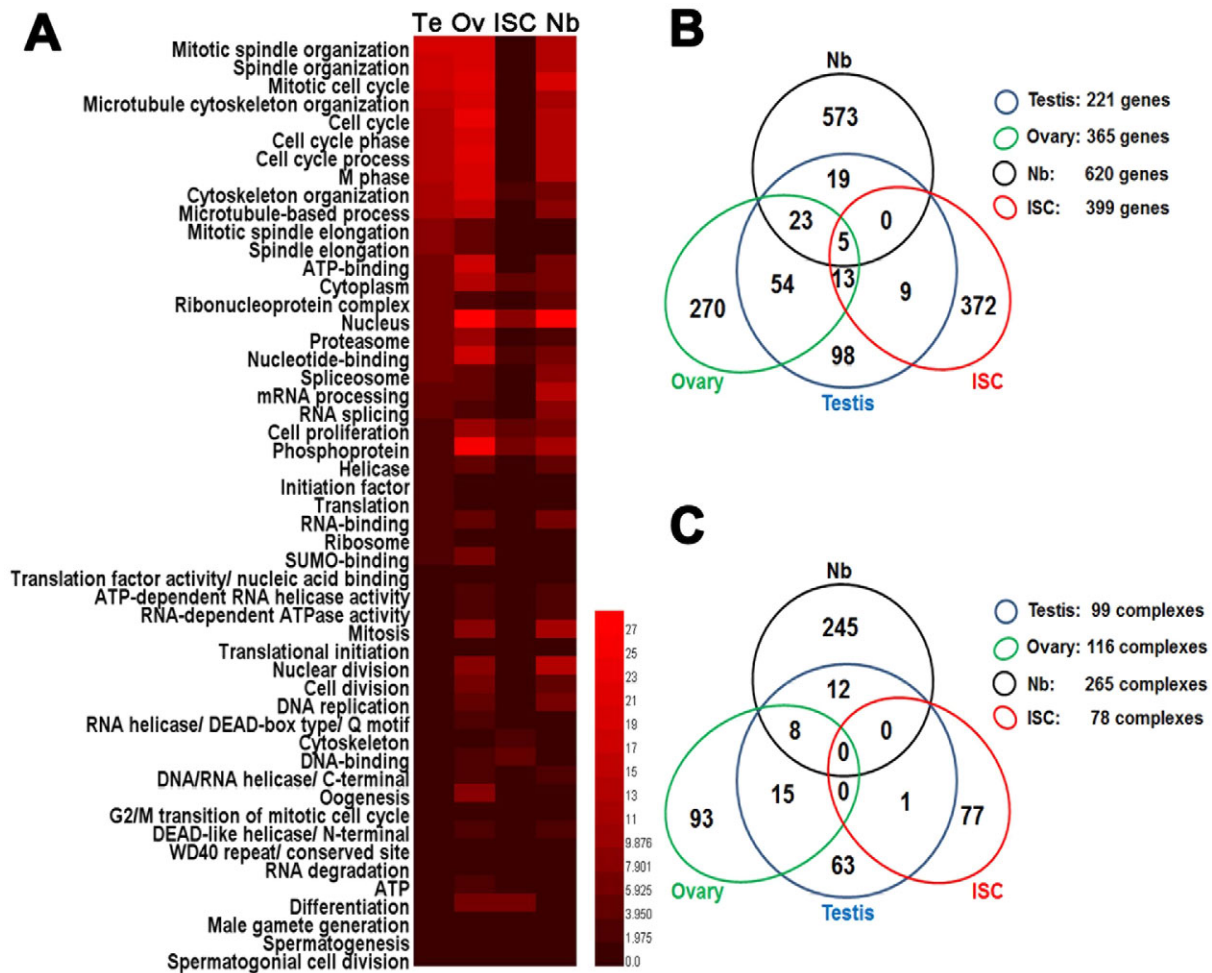 A
Te Ov ISC Nb
Mitotic spindle organization
Spindle organization
Mitotic cell cycle
Microtubule cytoskeleton organization
Cell cycle
Cell cycle phase
Cell cycle process
M phase
Cytoskeleton organization
Microtubule-based process
Mitotic spindle elongation
Spindle elongation
ATP-binding
Cytoplasm
Ribonucleoprotein complex
Nucleus
Proteasome
Nucleotide-binding
Spliceosome
mRNA processing
RNA splicing
Cell proliferation
Phosphoprotein
Helicase
Initiation factor
Translation
RNA-binding
Ribosome
SUMO-binding
Translation factor activity/ nucleic acid binding
ATP-dependent RNA helicase activity
RNA-dependent ATPase activity
Mitosis
Translational initiation
Nuclear division
Cell division
DNA replication
RNA helicase/ DEAD-box type/ Q motif
Cytoskeleton
DNA-binding
DNA/RNA helicase/ C-terminal
Oogenesis
G2/M transition of mitotic cell cycle
DEAD-like helicase/ N-terminal
WD40 repeat/ conserved site
RNA degradation
ATP
Differentiation
Male gamete generation
Spermatogenesis
Spermatogonial cell division
27
25
23
21
19
17
15
13
11
9.876
7.901
5.925
3.950
1.975
0.0
B
Nb
573
19
23
0
5
13
54
9
270
372
98
Ovary
ISC
Testis
Testis: 221 genes
Ovary: 365 genes
Nb: 620 genes
ISC: 399 genes
C
Nb
245
12
8
0
0
0
15
1
93
77
63
Ovary
ISC
Testis
Testis: 99 complexes
Ovary: 116 complexes
Nb: 265 complexes
ISC: 78 complexes